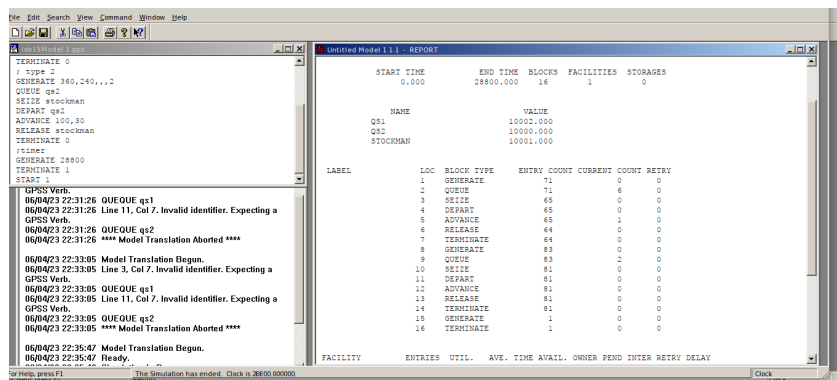 File Edit Search View Command Window Help
lab15Model 1.gps
TERMINATE 0
; type 2
GENERATE 360,240,,,2
QUEUE qs2
SEIZE stockman
DEPART qs2
ADVANCE 100,30
RELEASE stockman
TERMINATE 0
;timer
GENERATE 28800
TERMINATE 1
START 1
GPSS Verb.
06/04/23 22:31:26 QUEQUE qs1
06/04/23 22:31:26 Line 11, Col 7. Invalid identifier. Expecting a
GPSS Verb.
06/04/23 22:31:26 QUEQUE qs2
06/04/23 22:31:26 **** Model Translation Aborted ****
06/04/23 22:33:05 Model Translation Begun.
06/04/23 22:33:05 Line 3, Col 7. Invalid identifier. Expecting a
GPSS Verb.
06/04/23 22:33:05 QUEQUE qs1
06/04/23 22:33:05 Line 11, Col 7. Invalid identifier. Expecting a
GPSS Verb.
06/04/23 22:33:05 QUEQUE qs2
06/04/23 22:33:05 **** Model Translation Aborted ****
06/04/23 22:35:47 Model Translation Begun.
06/04/23 22:35:47 Ready.
Untitled Model 1.1.1 - REPORT
START TIME END TIME BLOCKS FACILITIES STORAGES
0.000 28800.000 16 1 0
NAME VALUE
QS1 10002.000
QS2 10000.000
STOCKMAN 10001.000
LABEL LOC BLOCK TYPE ENTRY COUNT CURRENT COUNT RETRY
1 GENERATE 71 0 0
2 QUEUE 71 6 0
3 SEIZE 65 0 0
4 DEPART 65 0 0
5 ADVANCE 65 1 0
6 RELEASE 64 0 0
7 TERMINATE 64 0 0
8 GENERATE 83 0 0
9 QUEUE 83 2 0
10 SEIZE 81 0 0
11 DEPART 81 0 0
12 ADVANCE 81 0 0
13 RELEASE 81 0 0
14 TERMINATE 81 0 0
15 GENERATE 1 0 0
16 TERMINATE 1 0 0
FACILITY ENTRIES UTIL. AVE. TIME AVAIL. OWNER PEND INTER RETRY DELAY
For Help, press F1 The Simulation has ended. Clock is 28800.000000. Clock